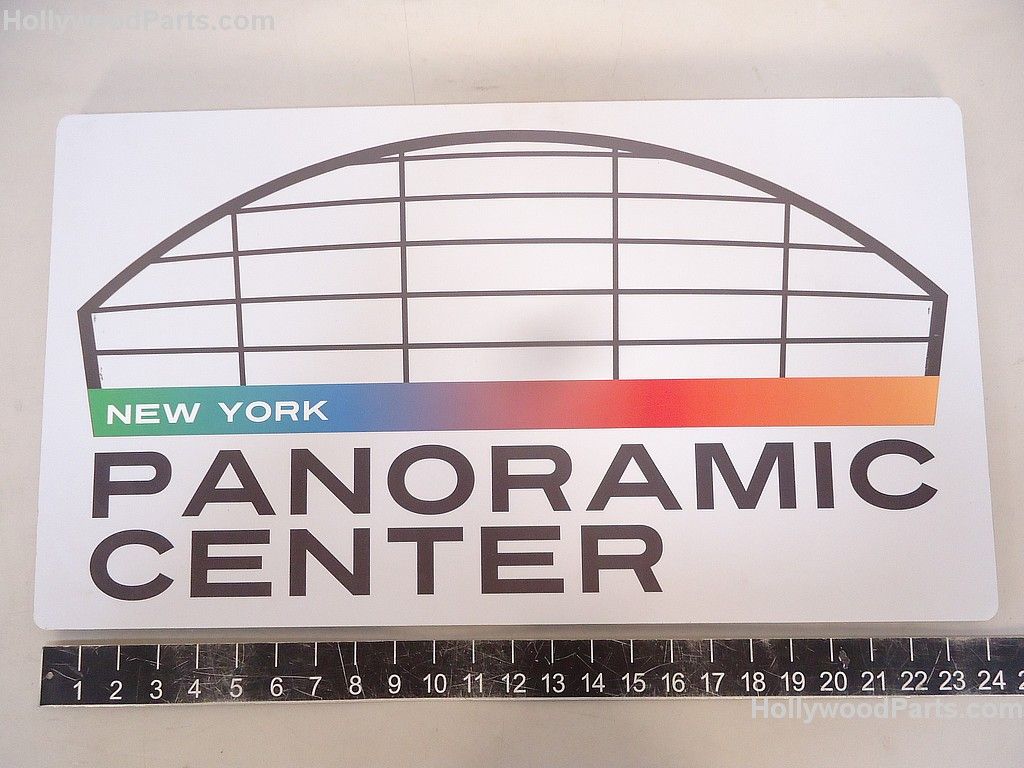 HollywoodParts.com
NEW YORK
PANORAMIC
CENTER
1 2 3 4 5 6 7 8 9 10 11 12 13 14 15 16 17 18 19 20 21 22 23 24
HollywoodParts.com